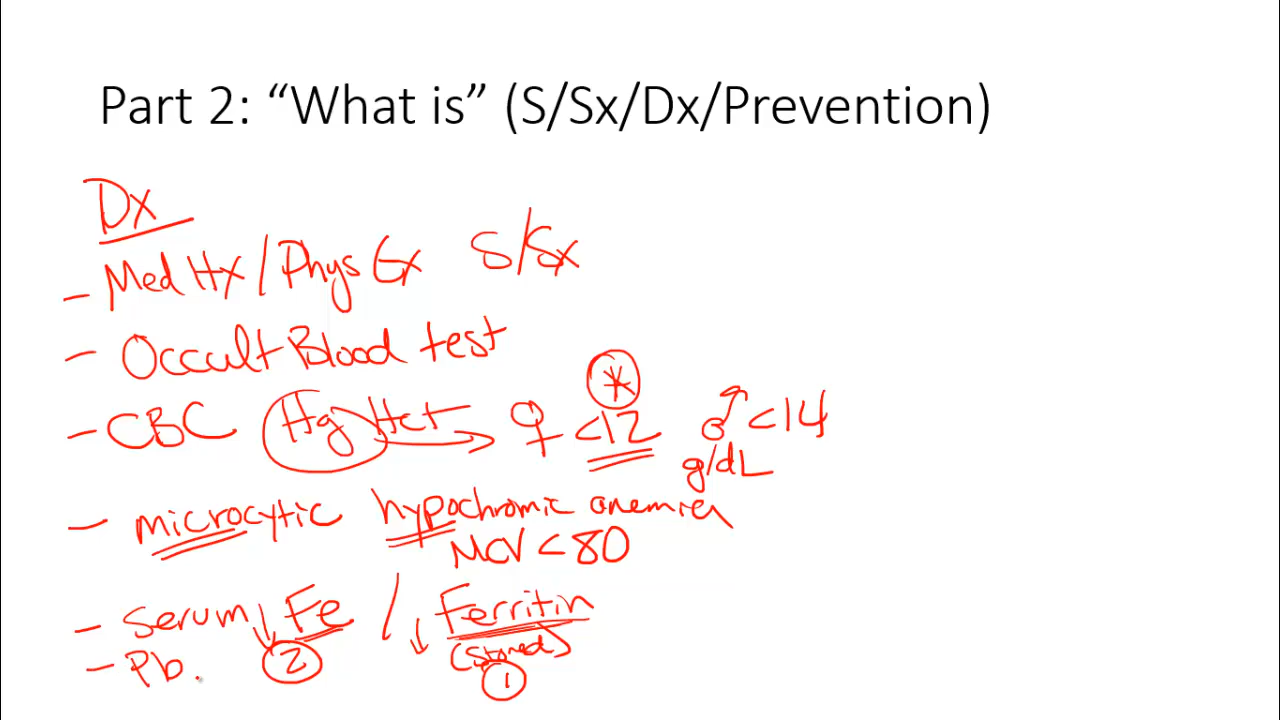 Part 2: “What is” (S/Sx/Dx/Prevention)
Dx
- Med Hx / Phys Ex S/Sx
- Occult Blood test
- CBC Hg Hct → ♀ <12 * ♂ <14
g/dL
- microcytic hypochromic anemia
MCV < 80
- Serum ↓ Fe / ↓ Ferritin
(stored)
- Pb. ② ①